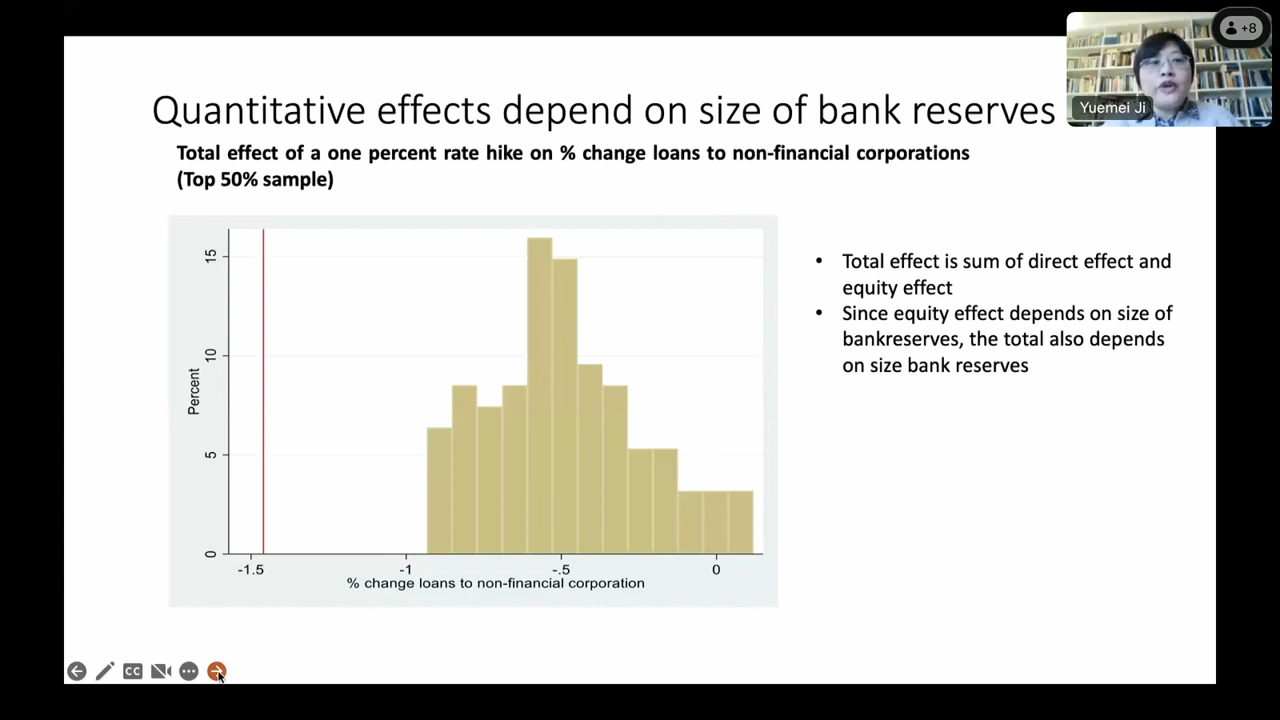 +8
Yuemei Ji
Quantitative effects depend on size of bank reserves
Total effect of a one percent rate hike on % change loans to non-financial corporations
(Top 50% sample)
• Total effect is sum of direct effect and
equity effect
• Since equity effect depends on size of
bankreserves, the total also depends
on size bank reserves
Percent
15
10
5
0
-1.5
-1
-.5
0
% change loans to non-financial corporation
CC